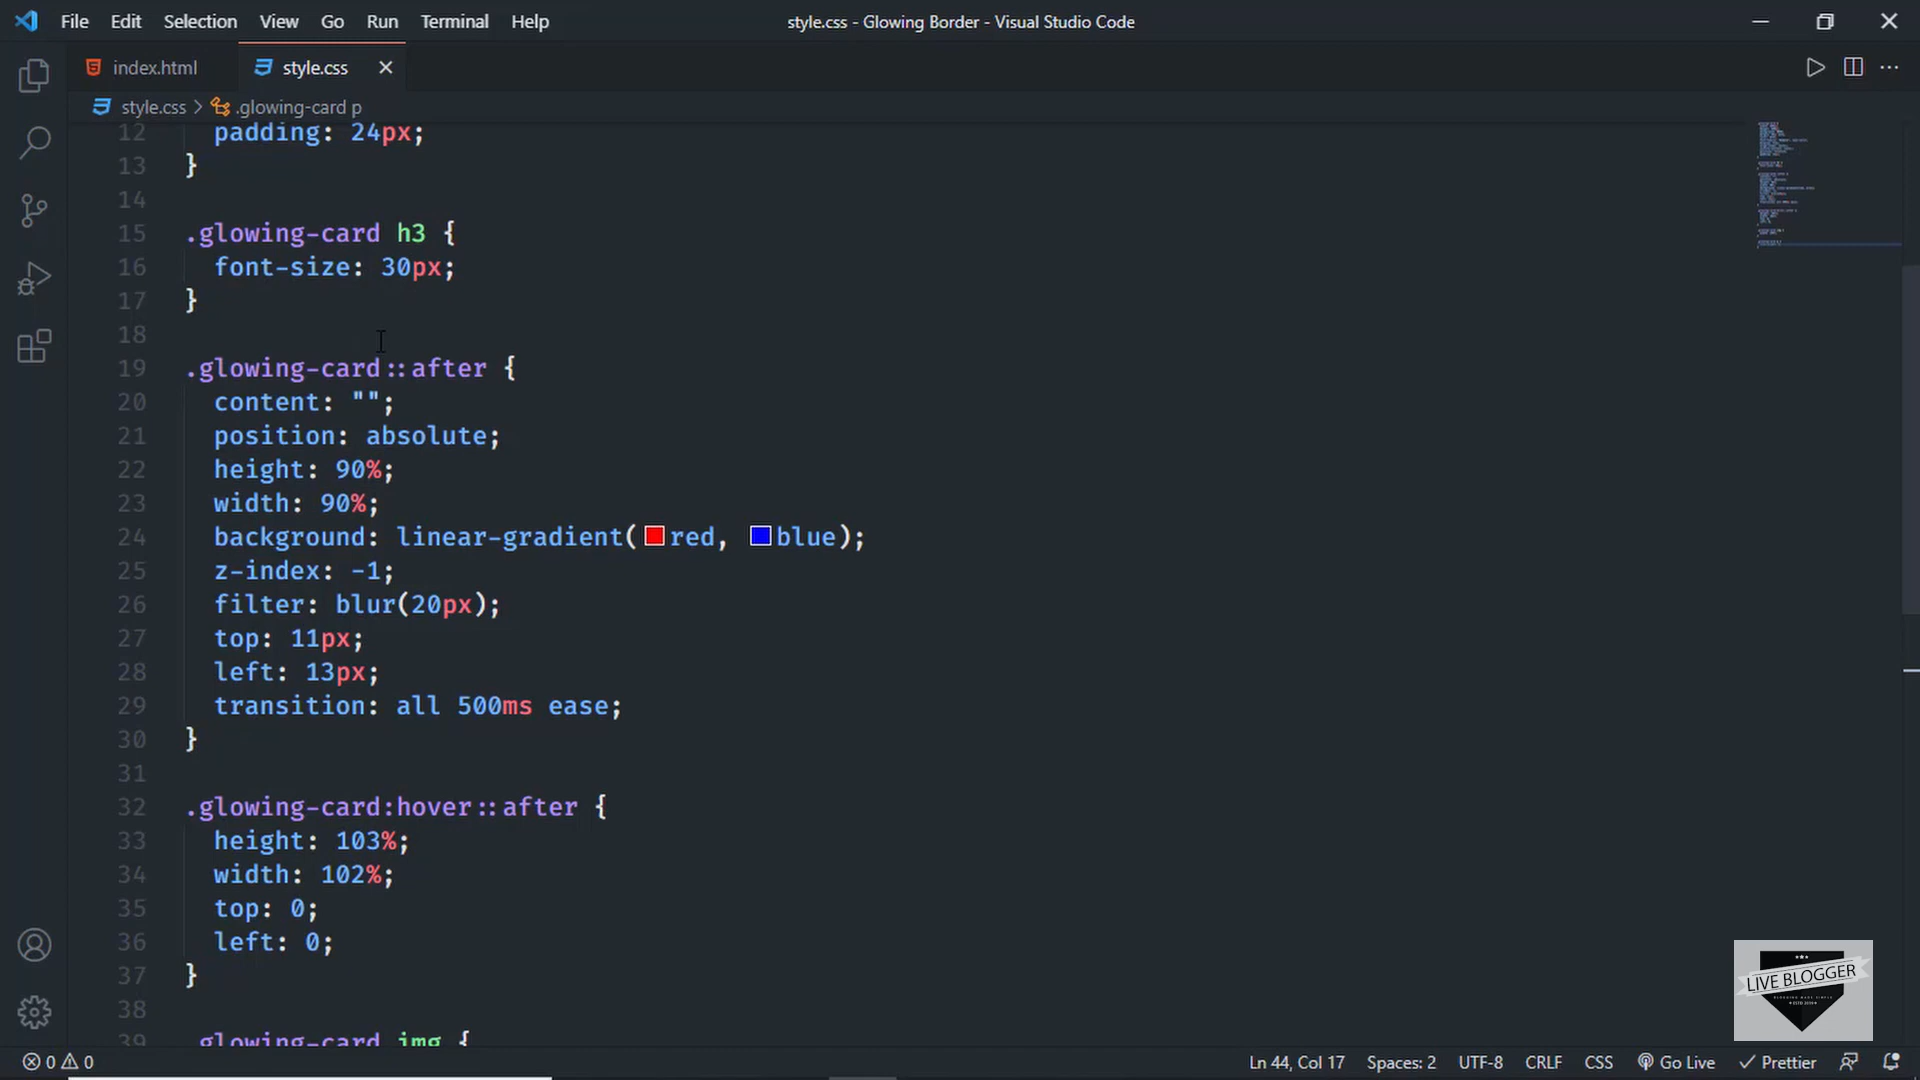 File Edit Selection View Go Run Terminal Help
style.css - Glowing Border - Visual Studio Code
index.html
style.css
style.css > .glowing-card p
12 padding: 24px;
13 }
14
15 .glowing-card h3 {
16 font-size: 30px;
17 }
18
19 .glowing-card::after {
20 content: "";
21 position: absolute;
22 height: 90%;
23 width: 90%;
24 background: linear-gradient(red, blue);
25 z-index: -1;
26 filter: blur(20px);
27 top: 11px;
28 left: 13px;
29 transition: all 500ms ease;
30 }
31
32 .glowing-card:hover::after {
33 height: 103%;
34 width: 102%;
35 top: 0;
36 left: 0;
37 }
38
39 .glowing-card img {
LIVE BLOGGER
0 0 Ln 44, Col 17 Spaces: 2 UTF-8 CRLF CSS Go Live Prettier